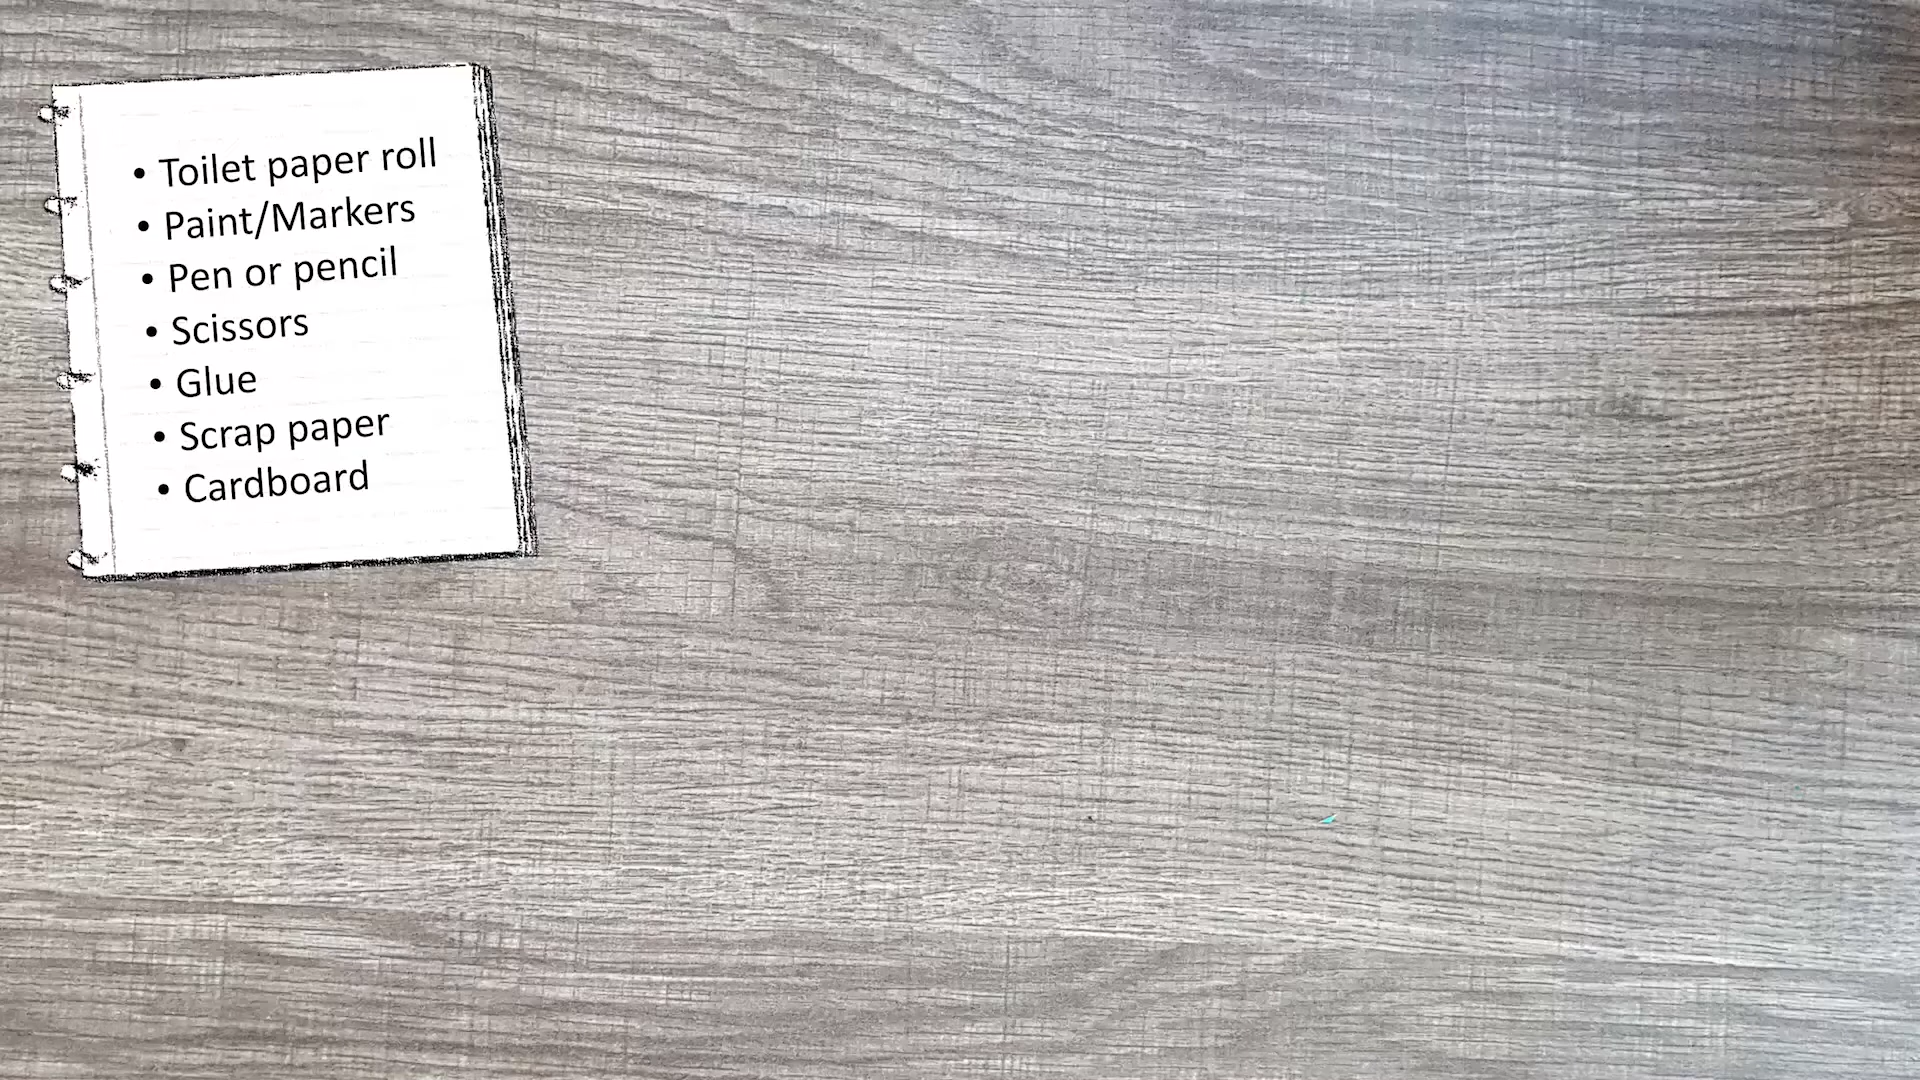 • Toilet paper roll
• Paint/Markers
• Pen or pencil
• Scissors
• Glue
• Scrap paper
• Cardboard